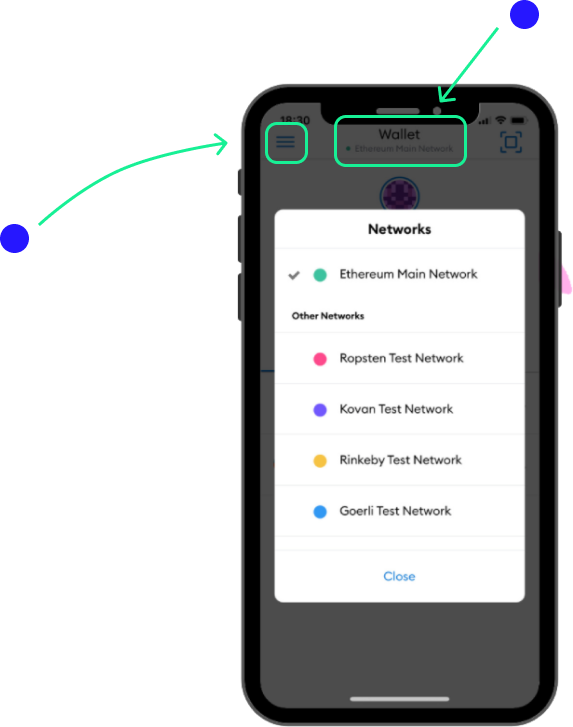 18:30
Wallet
Ethereum Main Network
Networks
Ethereum Main Network
Other Networks
Ropsten Test Network
Kovan Test Network
Rinkeby Test Network
Goerli Test Network
Close